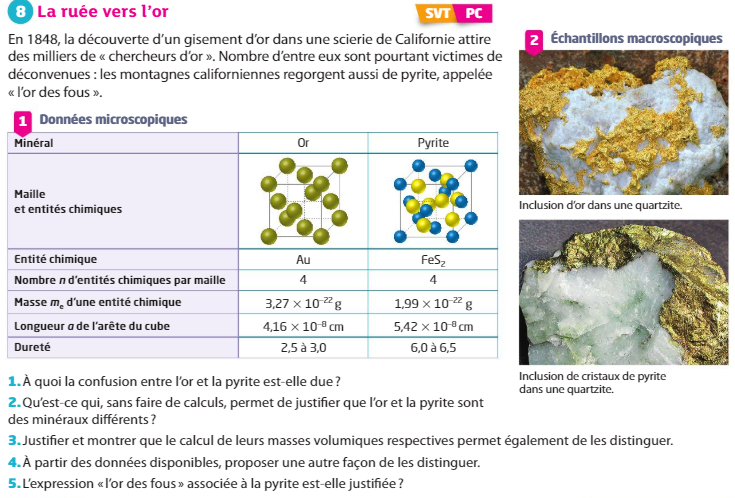 8 La ruée vers l'or
SVT PC
En 1848, la découverte d'un gisement d'or dans une scierie de Californie attire
des milliers de « chercheurs d'or ». Nombre d'entre eux sont pourtant victimes de
déconvenues : les montagnes californiennes regorgent aussi de pyrite, appelée
« l'or des fous ».
1 Données microscopiques
Minéral Or Pyrite
Maille
et entités chimiques
Entité chimique Au FeS₂
Nombre n d'entités chimiques par maille 4 4
Masse mₑ d'une entité chimique 3,27 × 10⁻²² g 1,99 × 10⁻²² g
Longueur a de l'arête du cube 4,16 × 10⁻⁸ cm 5,42 × 10⁻⁸ cm
Dureté 2,5 à 3,0 6,0 à 6,5
2 Échantillons macroscopiques
Inclusion d'or dans une quartzite.
Inclusion de cristaux de pyrite
dans une quartzite.
1. À quoi la confusion entre l'or et la pyrite est-elle due ?
2. Qu'est-ce qui, sans faire de calculs, permet de justifier que l'or et la pyrite sont
des minéraux différents ?
3. Justifier et montrer que le calcul de leurs masses volumiques respectives permet également de les distinguer.
4. À partir des données disponibles, proposer une autre façon de les distinguer.
5. L'expression « l'or des fous » associée à la pyrite est-elle justifiée ?